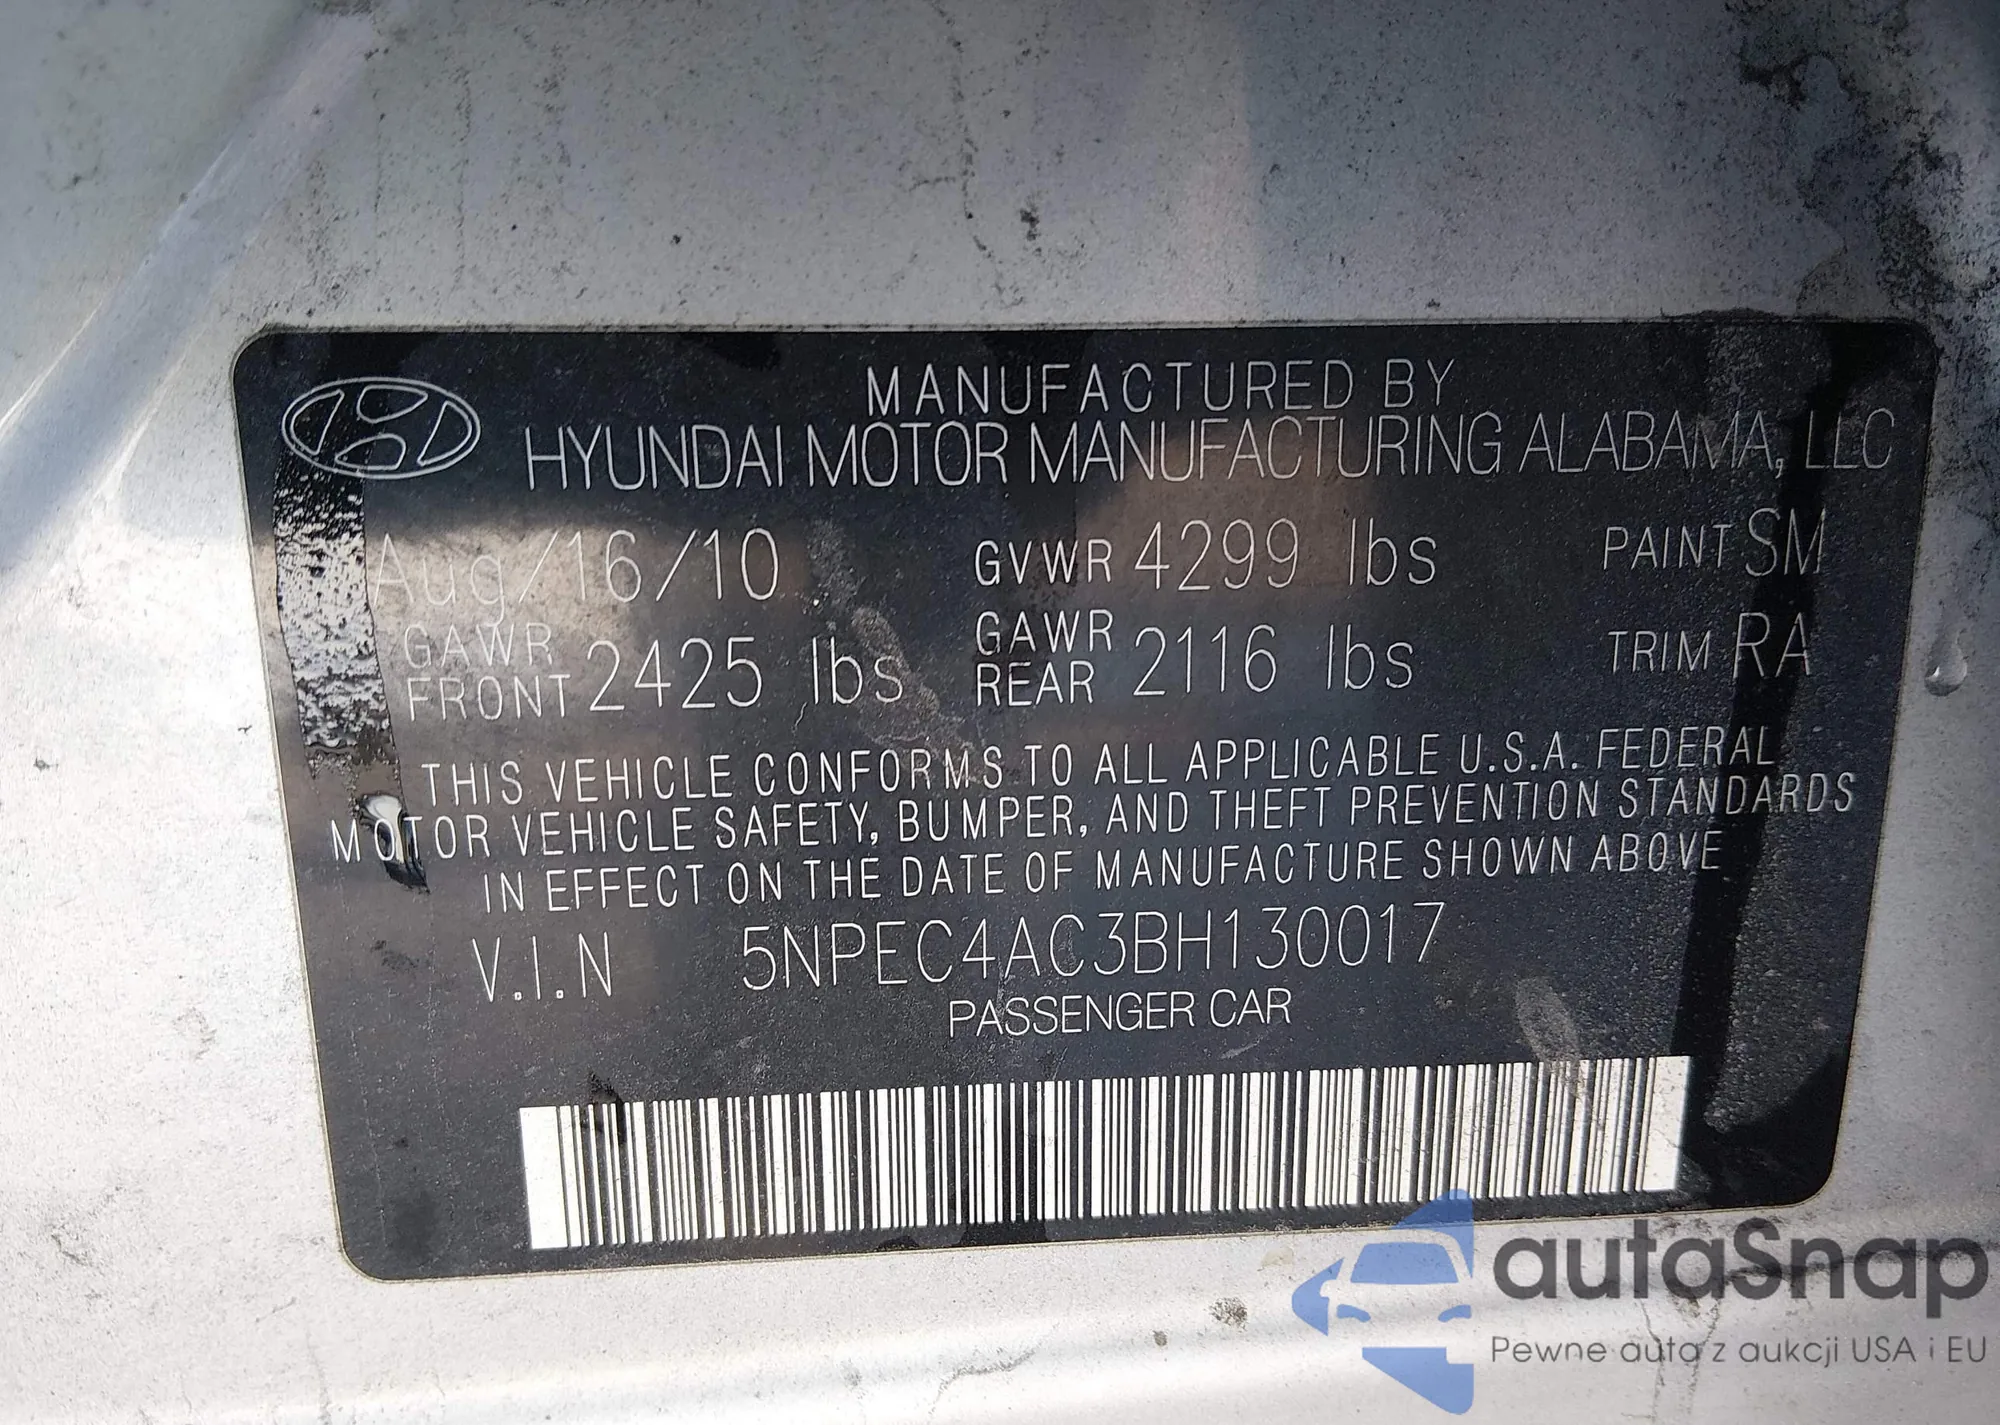 MANUFACTURED BY
HYUNDAI MOTOR MANUFACTURING ALABAMA, LLC
Aug/16/10 GVWR 4299 lbs PAINT SM
GAWR FRONT 2425 lbs GAWR REAR 2116 lbs TRIM RA
THIS VEHICLE CONFORMS TO ALL APPLICABLE U.S.A. FEDERAL
MOTOR VEHICLE SAFETY, BUMPER, AND THEFT PREVENTION STANDARDS
IN EFFECT ON THE DATE OF MANUFACTURE SHOWN ABOVE
V.I.N 5NPEC4AC3BH130017
PASSENGER CAR
autaSnap
Pewne auta z aukcji USA i EU